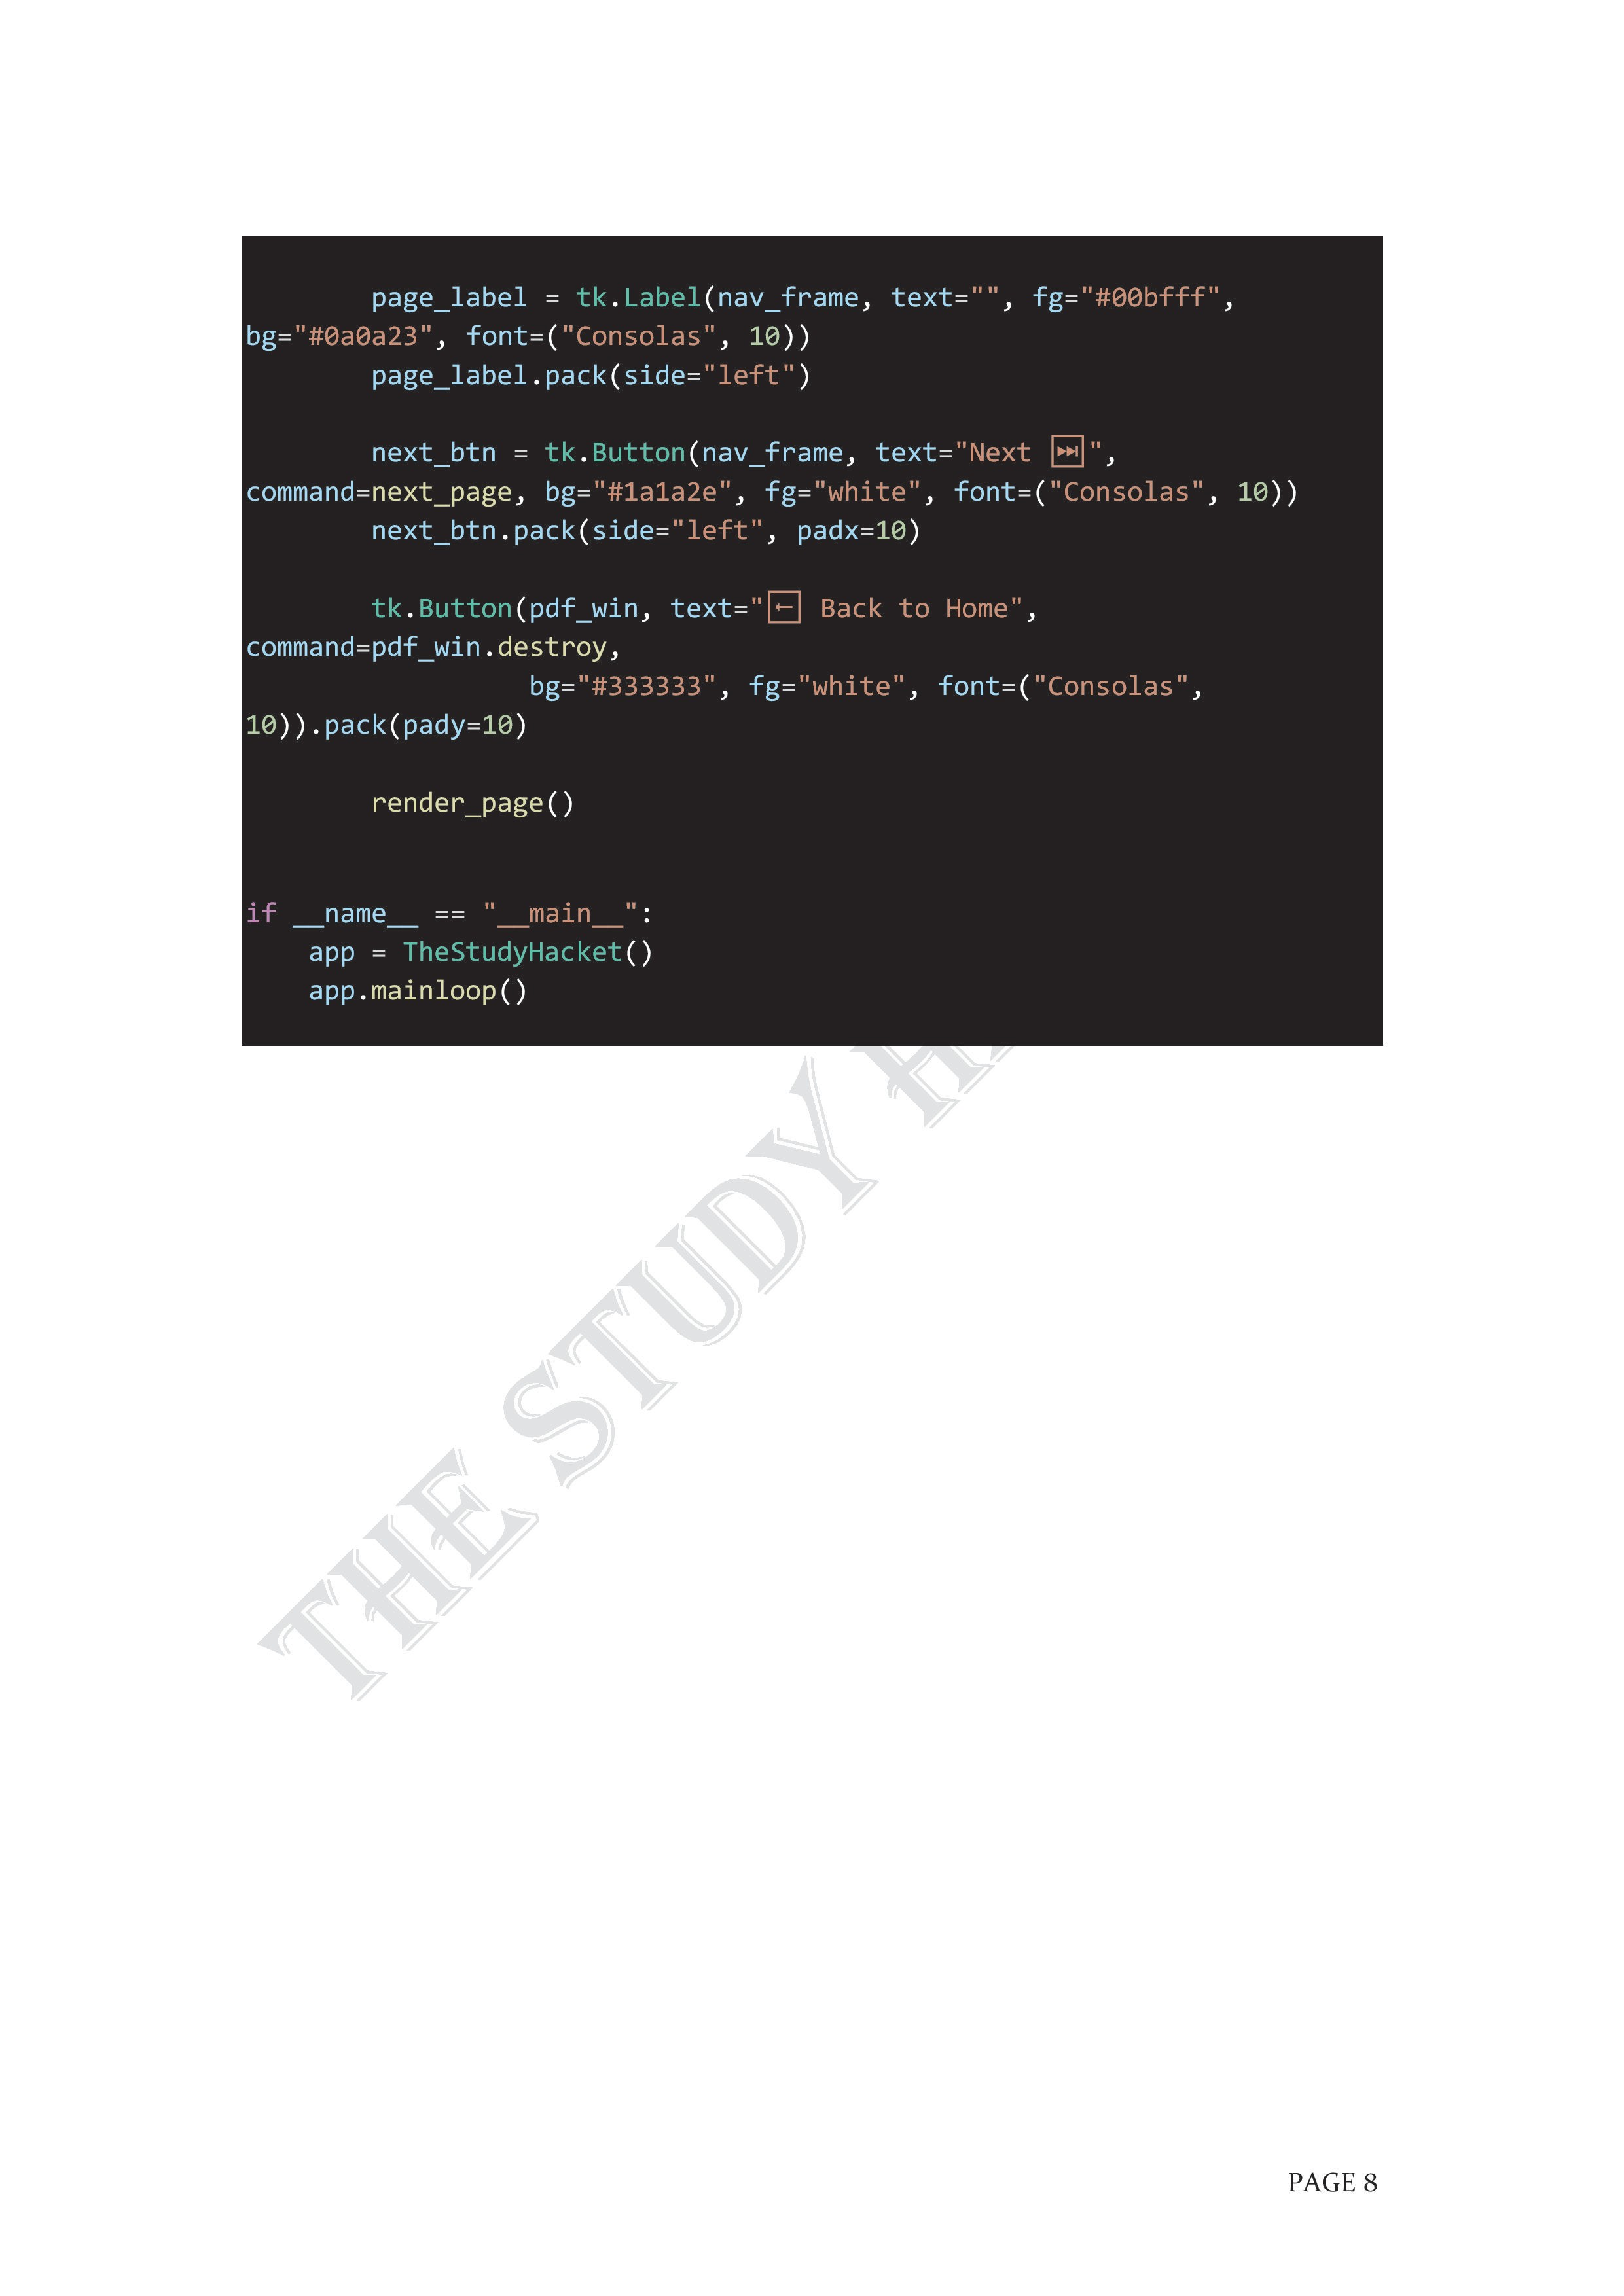 page_label = tk.Label(nav_frame, text="", fg="#00bfff",
bg="#0a0a23", font=("Consolas", 10))
        page_label.pack(side="left")
        next_btn = tk.Button(nav_frame, text="Next ⏭",
command=next_page, bg="#1a1a2e", fg="white", font=("Consolas", 10))
        next_btn.pack(side="left", padx=10)
        tk.Button(pdf_win, text="← Back to Home",
command=pdf_win.destroy,
                  bg="#333333", fg="white", font=("Consolas",
10)).pack(pady=10)
        render_page()
if __name__ == "__main__":
    app = TheStudyHacket()
    app.mainloop()
THE STUDY
PAGE 8